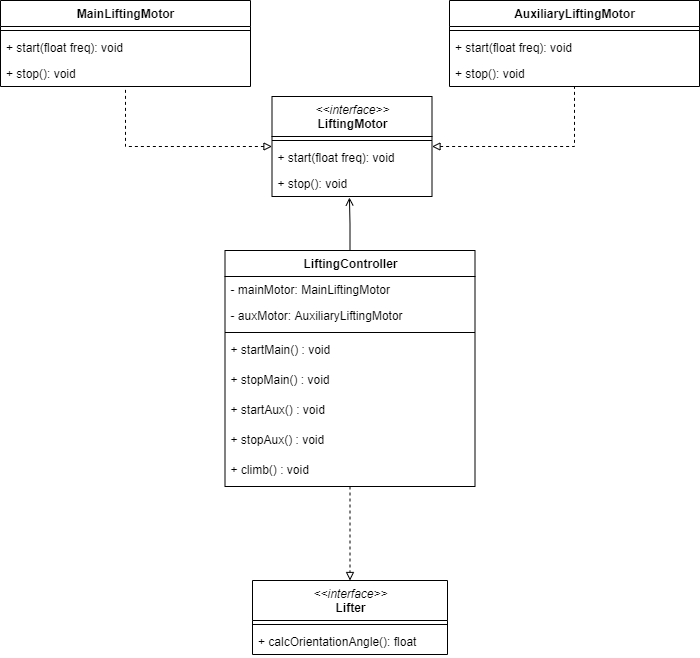 MainLiftingMotor
+ start(float freq): void
+ stop(): void
AuxiliaryLiftingMotor
+ start(float freq): void
+ stop(): void
<<interface>>
LiftingMotor
+ start(float freq): void
+ stop(): void
LiftingController
- mainMotor: MainLiftingMotor
- auxMotor: AuxiliaryLiftingMotor
+ startMain() : void
+ stopMain() : void
+ startAux() : void
+ stopAux() : void
+ climb() : void
<<interface>>
Lifter
+ calcOrientationAngle(): float